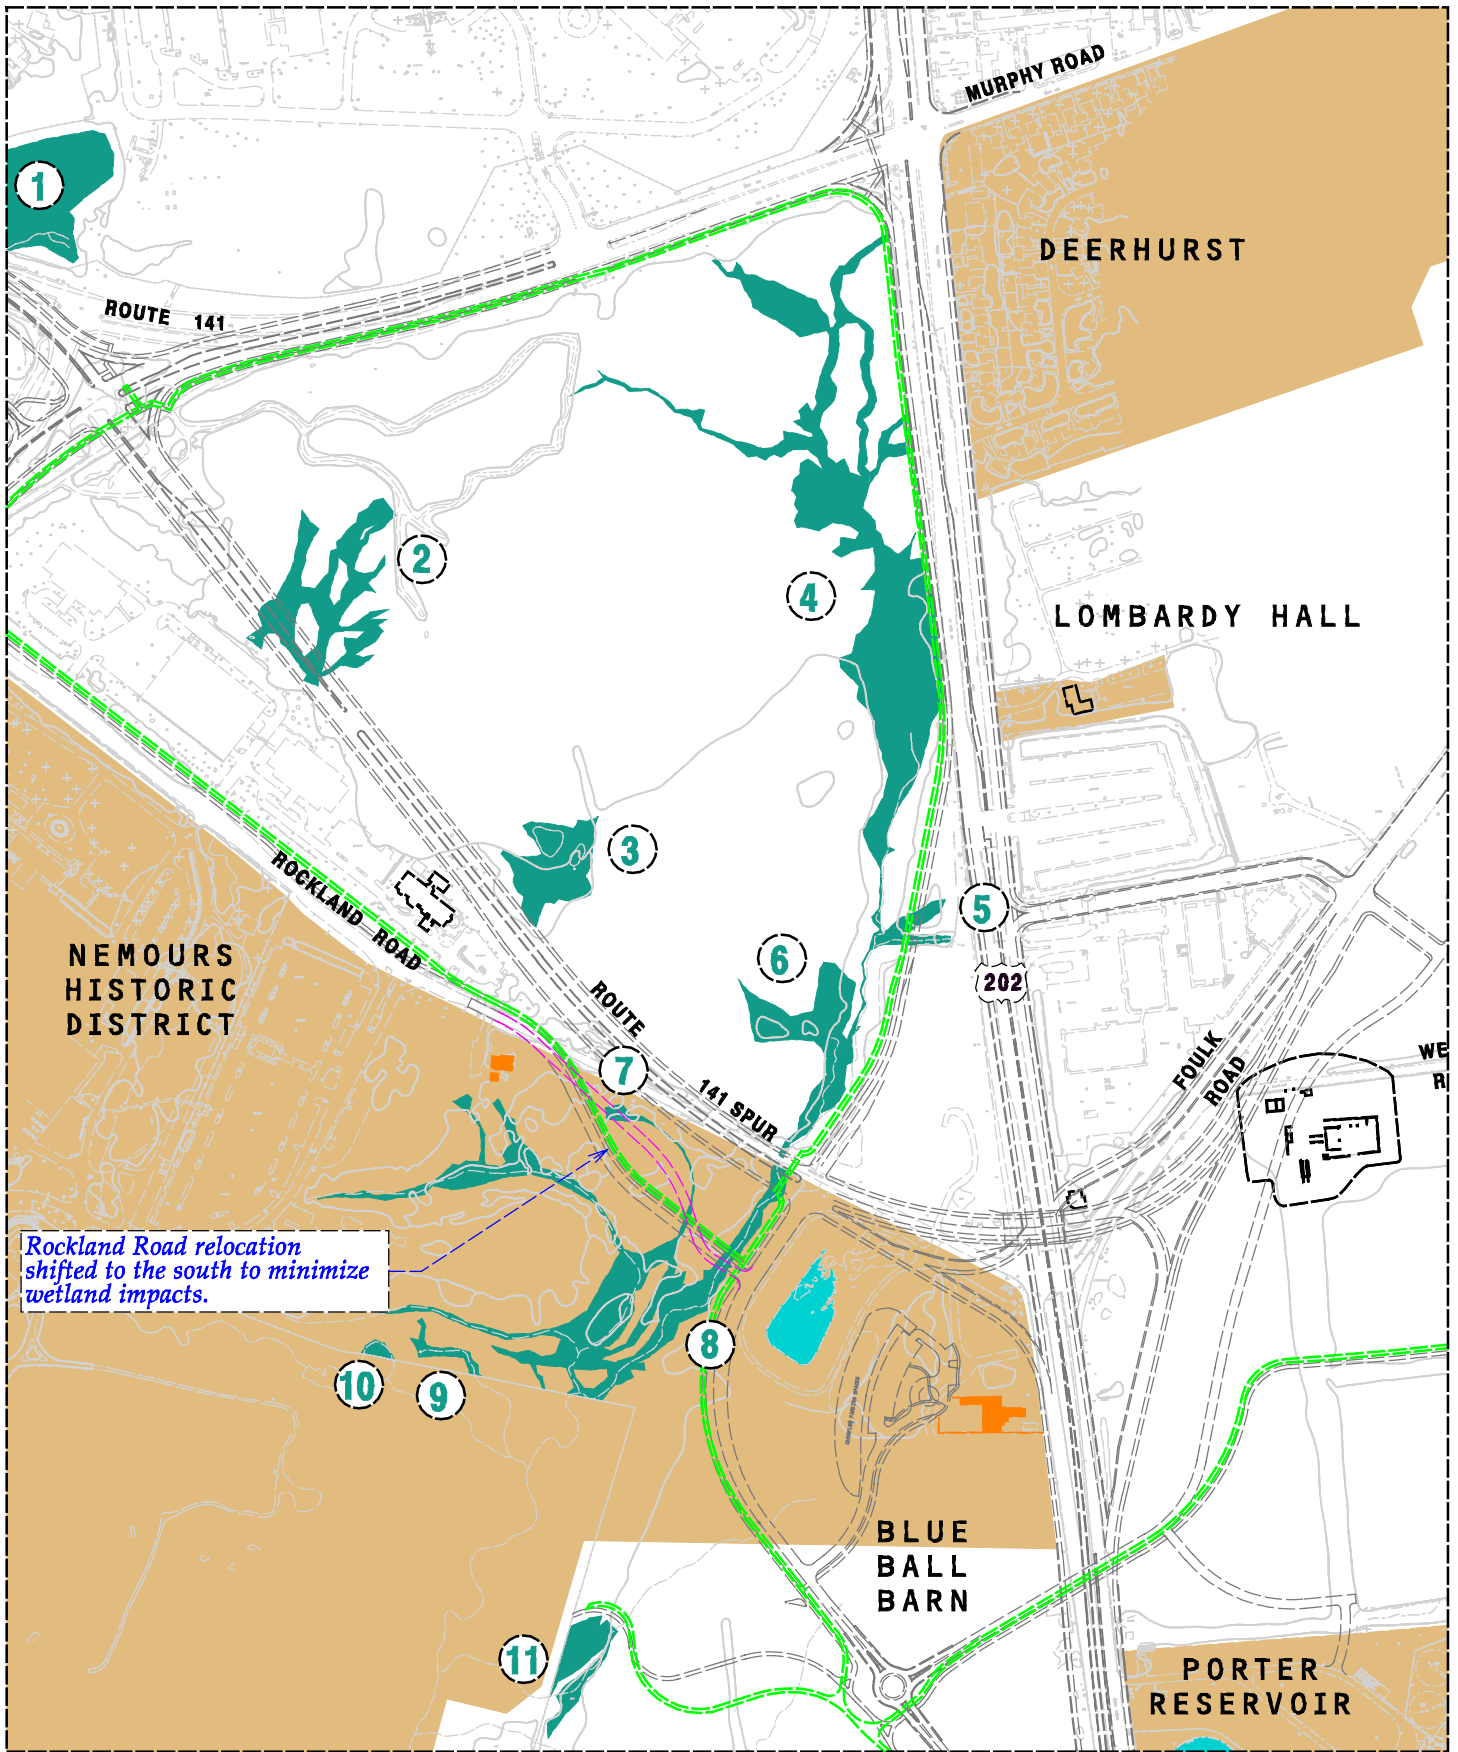 MURPHY ROAD
1
DEERHURST
ROUTE 141
2
4
LOMBARDY HALL
3
ROCKLAND ROAD
5
6
NEMOURS
HISTORIC
DISTRICT
202
ROUTE
141 SPUR
FOULK
ROAD
WE
R
7
Rockland Road relocation
shifted to the south to minimize
wetland impacts.
8
10
9
BLUE
BALL
BARN
11
PORTER
RESERVOIR